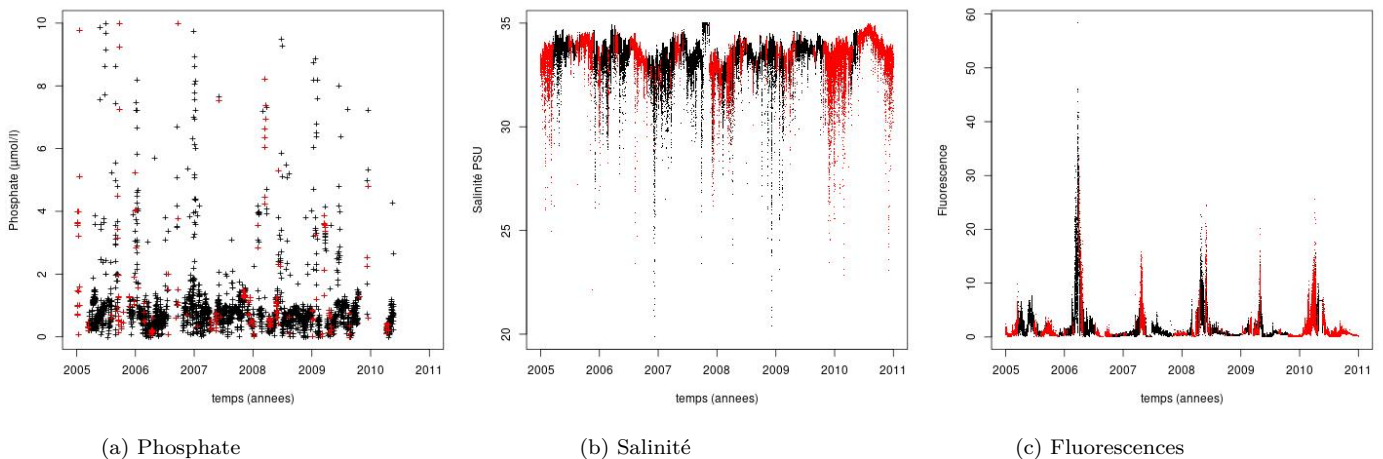 Phosphate (µmol/l)
10
8
6
4
2
0
2005 2006 2007 2008 2009 2010 2011
temps (annees)
(a) Phosphate
Salinité PSU
35
30
25
20
2005 2006 2007 2008 2009 2010 2011
temps (annees)
(b) Salinité
Fluorescence
60
50
40
30
20
10
0
2005 2006 2007 2008 2009 2010 2011
temps (annees)
(c) Fluorescences